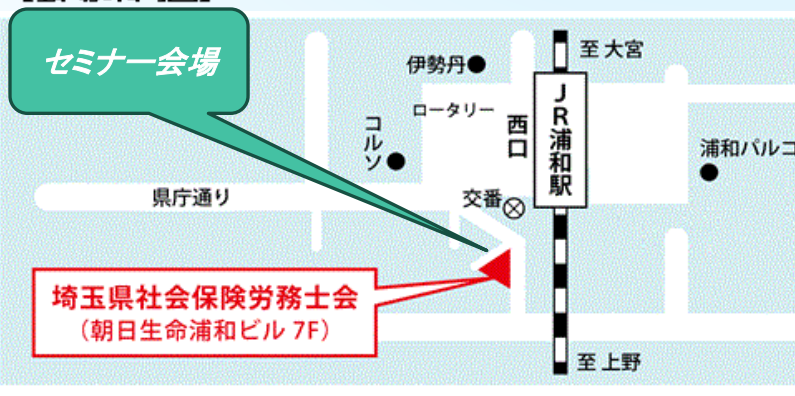 セミナー会場
伊勢丹
至 大宮
ロータリー
コルソ
西口
JR浦和駅
浦和パルコ
県庁通り
交番
埼玉県社会保険労務士会
（朝日生命浦和ビル 7F）
至 上野